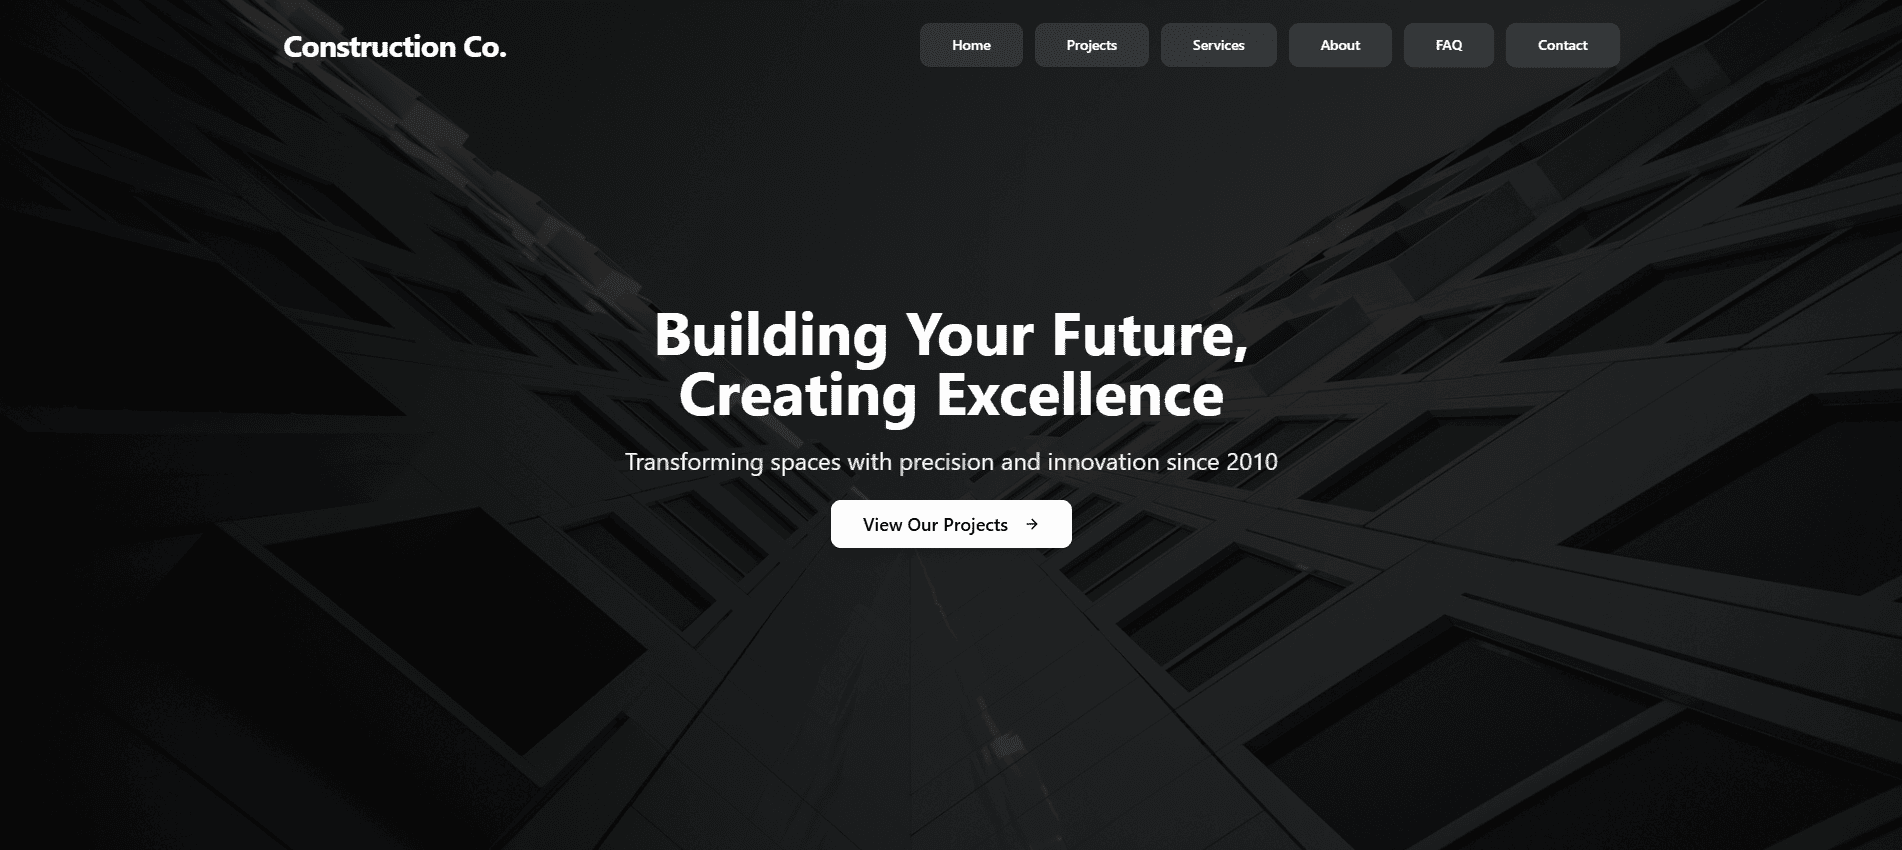 Construction Co.
Home Projects Services About FAQ Contact
Building Your Future,
Creating Excellence
Transforming spaces with precision and innovation since 2010
View Our Projects →